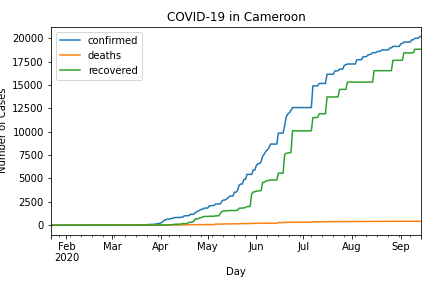 COVID-19 in Cameroon
confirmed
deaths
recovered
20000
17500
15000
12500
10000
7500
5000
2500
0
Number of Cases
Feb Mar Apr May Jun Jul Aug Sep
2020
Day